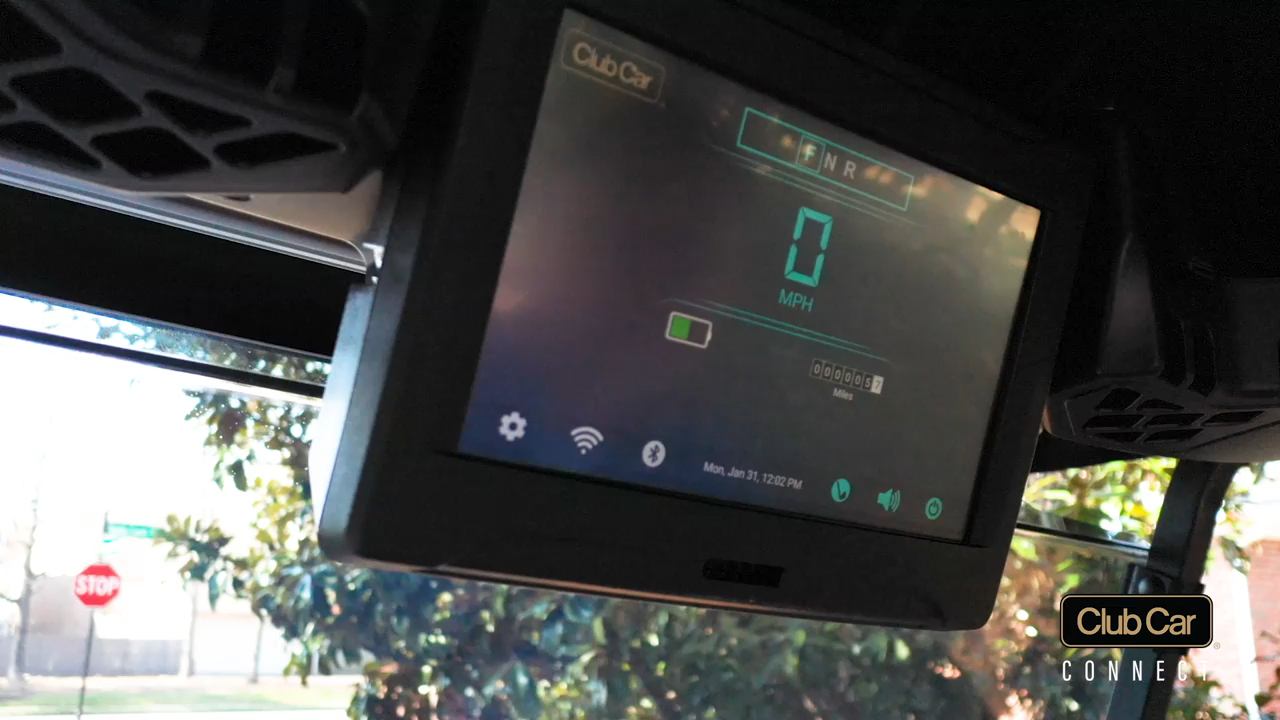 Club Car
F N R
0
MPH
0000057
Miles
Mon, Jan 31, 12:02 PM
STOP
Club Car
CONNECT